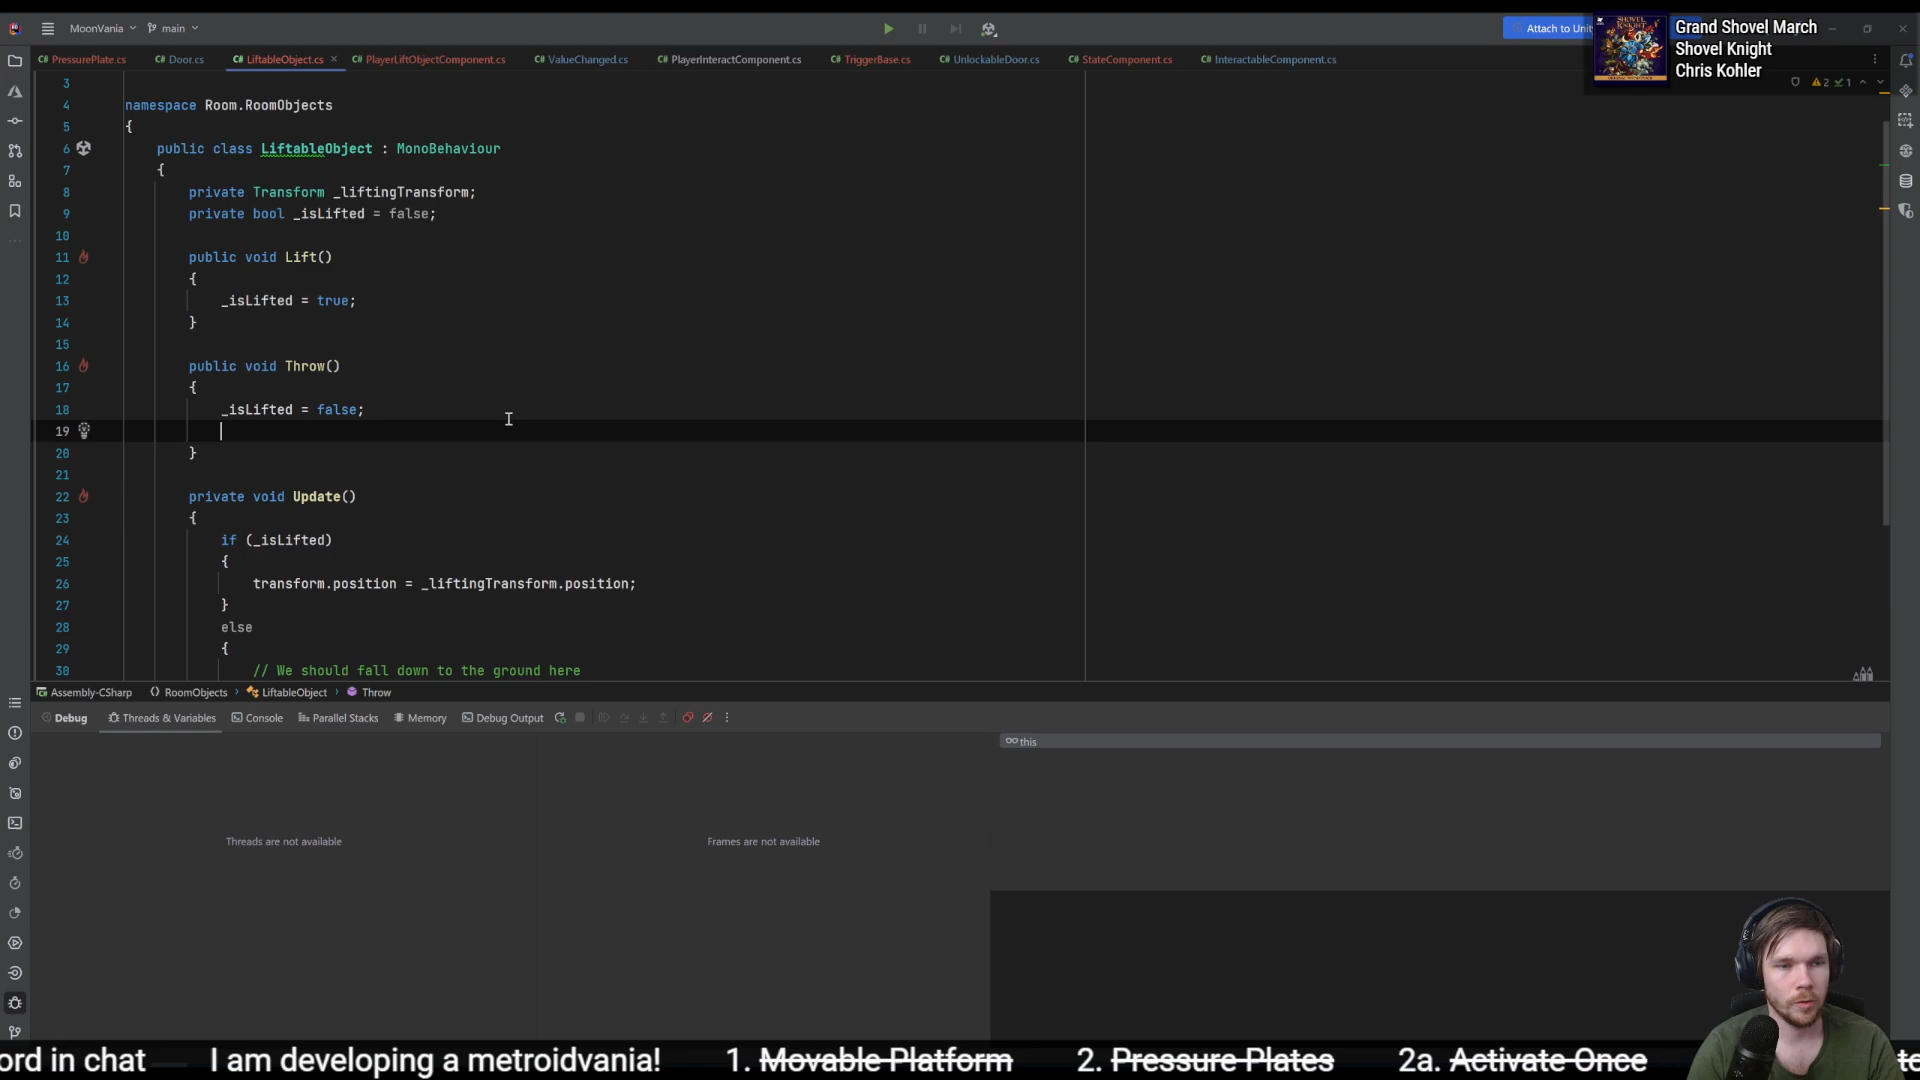 MoonVania
main
Attach to Unit
Grand Shovel March
Shovel Knight
Chris Kohler
PressurePlate.cs
Door.cs
LiftableObject.cs
PlayerLiftObjectComponent.cs
ValueChanged.cs
PlayerInteractComponent.cs
TriggerBase.cs
UnlockableDoor.cs
StateComponent.cs
InteractableComponent.cs
2 1
3
4 namespace Room.RoomObjects
5 {
6 public class LiftableObject : MonoBehaviour
7 {
8 private Transform _liftingTransform;
9 private bool _isLifted = false;
10
11 public void Lift()
12 {
13 _isLifted = true;
14 }
15
16 public void Throw()
17 {
18 _isLifted = false;
19
20 }
21
22 private void Update()
23 {
24 if (_isLifted)
25 {
26 transform.position = _liftingTransform.position;
27 }
28 else
29 {
30 // We should fall down to the ground here
Assembly-CSharp RoomObjects LiftableObject Throw
Debug Threads & Variables Console Parallel Stacks Memory Debug Output
this
Threads are not available
Frames are not available
ord in chat I am developing a metroidvania! 1. Movable Platform 2. Pressure Plates 2a. Activate Once to